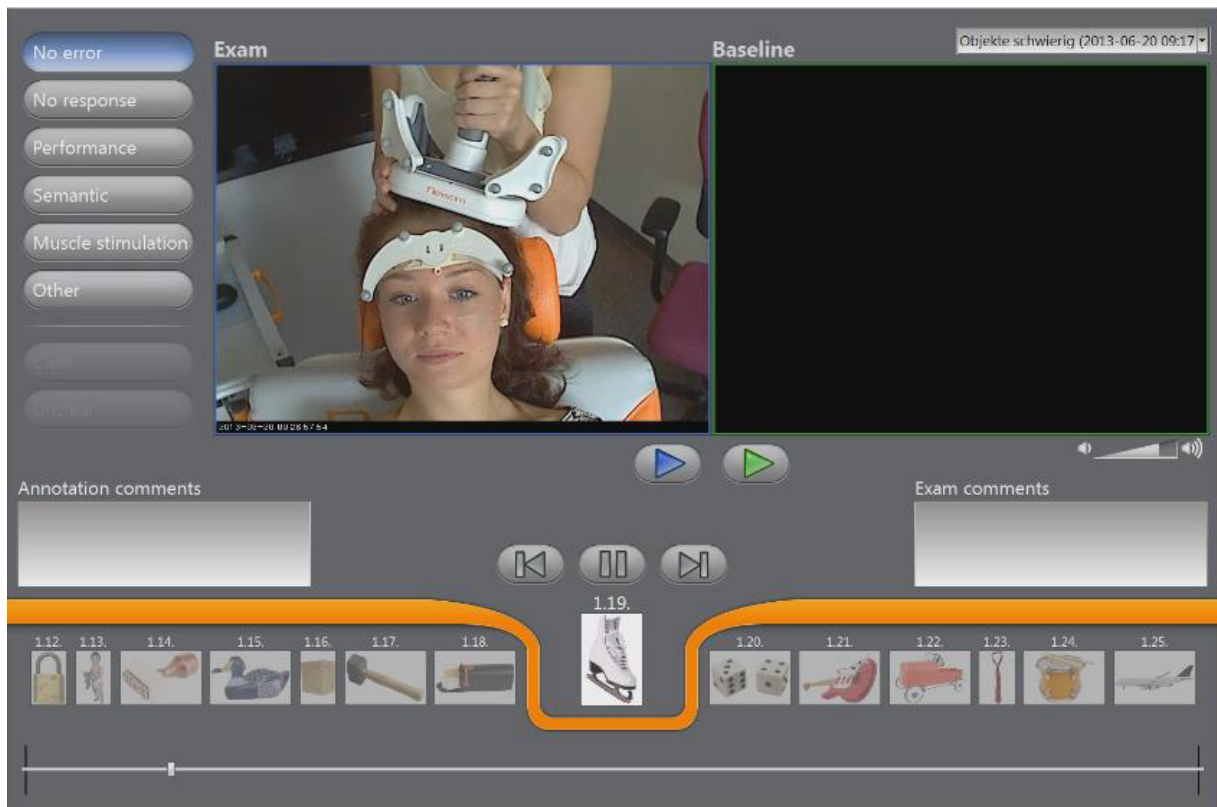 No error
No response
Performance
Semantic
Muscle stimulation
Other
Exam
Baseline
Objekte schwierig (2013-06-20 09:17
Nexstim
Annotation comments
Exam comments
1.12. 1.13. 1.14. 1.15. 1.16. 1.17. 1.18. 1.19. 1.20. 1.21. 1.22. 1.23. 1.24. 1.25.